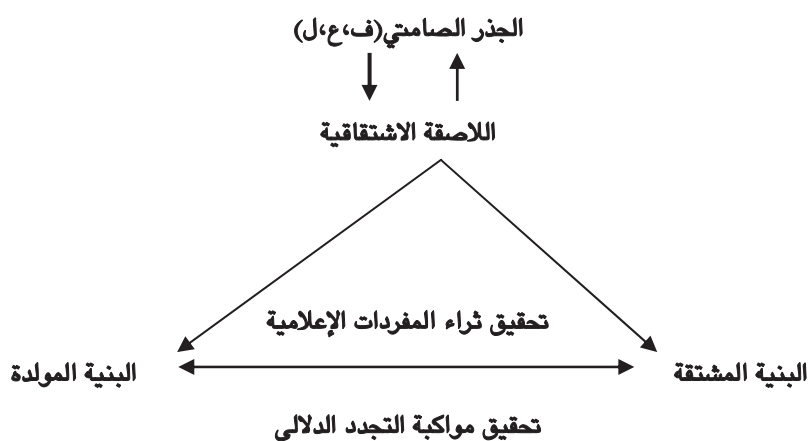 الجذر الصامتي(ف،ع،ل)
اللاصقة الاشتقاقية
تحقيق ثراء المفردات الإعلامية
البنية المشتقة
البنية المولدة
تحقيق مواكبة التجدد الدلالي